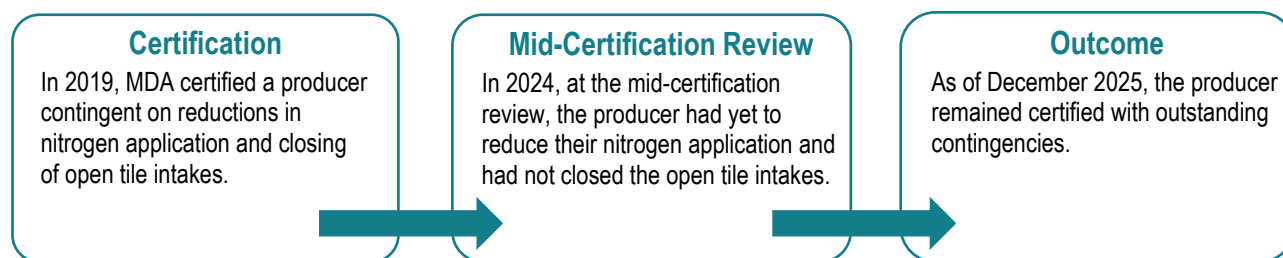 Certification
In 2019, MDA certified a producer
contingent on reductions in
nitrogen application and closing
of open tile intakes.
Mid-Certification Review
In 2024, at the mid-certification
review, the producer had yet to
reduce their nitrogen application and
had not closed the open tile intakes.
Outcome
As of December 2025, the producer
remained certified with outstanding
contingencies.